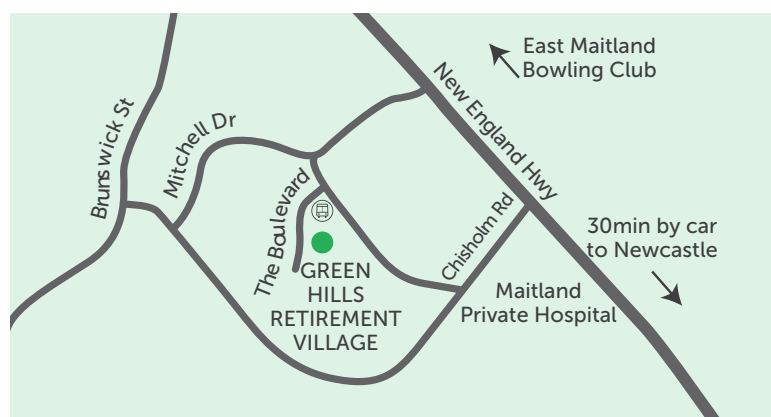 East Maitland
Bowling Club
New England Hwy
Brunswick St
Mitchell Dr
The Boulevard
Chisholm Rd
30min by car
to Newcastle
GREEN
HILLS
RETIREMENT
VILLAGE
Maitland
Private Hospital